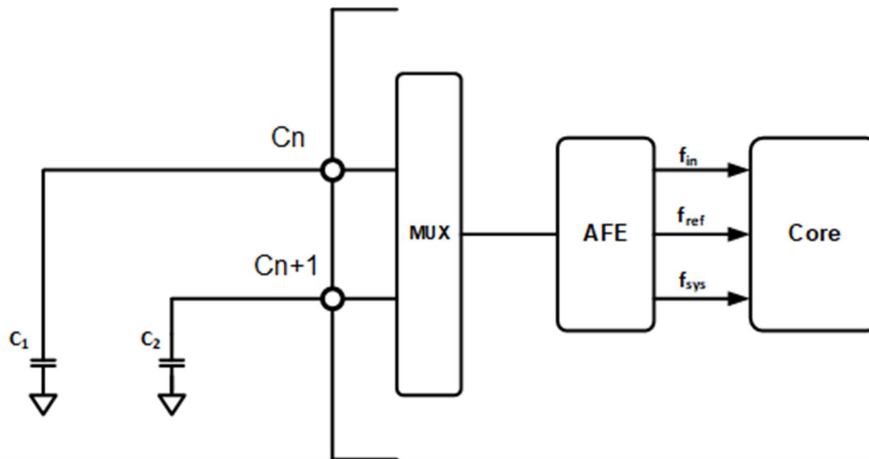 Cn
Cn+1
C₁
C₂
MUX
AFE
fin
fref
fsys
Core